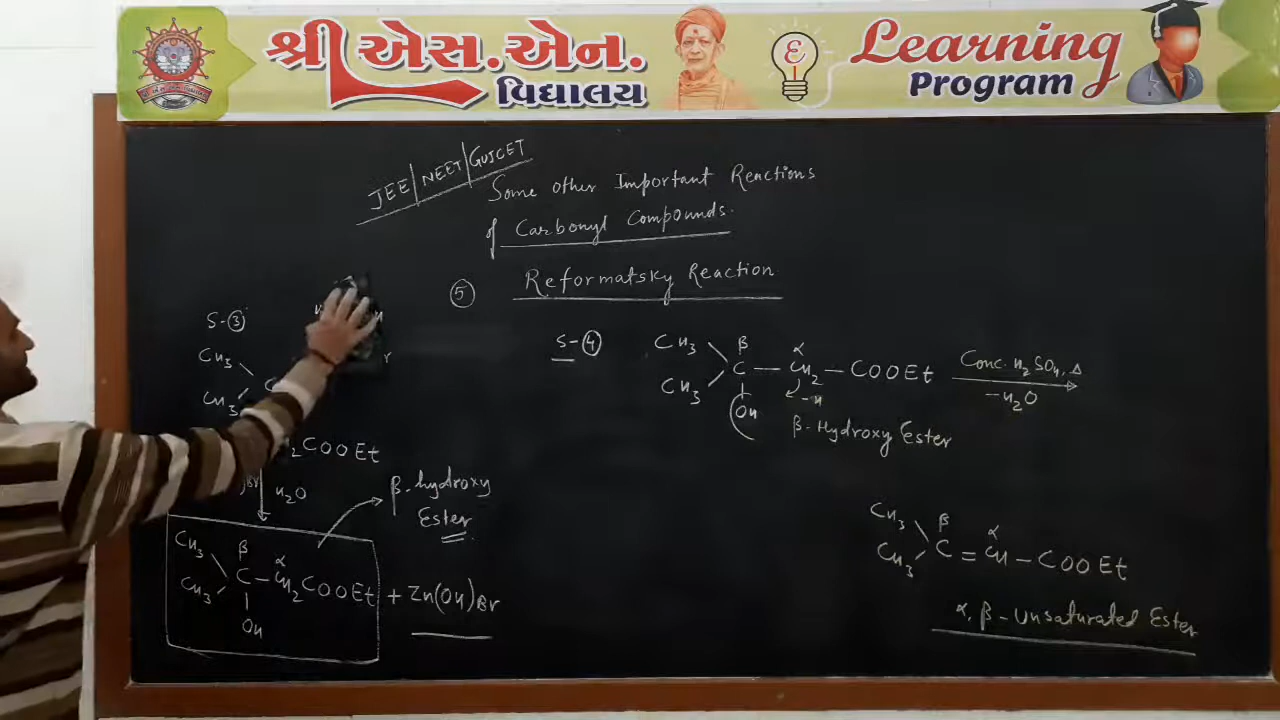 શ્રી એસ.એન. વિદ્યાલય
ε Learning Program
JEE | NEET | GUJCET
Some other Important Reactions
of Carbonyl Compounds.
⑤ Reformatsky Reaction
S-③
CH3
CH3 C
2COOEt
H2O
β-hydroxy
Ester
CH3 β α
CH3 C – CH2COOEt + Zn(OH)Br
OH
S-④
CH3 β α
CH3 C — CH2 — COOEt
Conc. H2SO4, Δ
-H2O
OH -H
β-Hydroxy Ester
CH3 β α
CH3 C = CH – COOEt
α, β-Unsaturated Ester